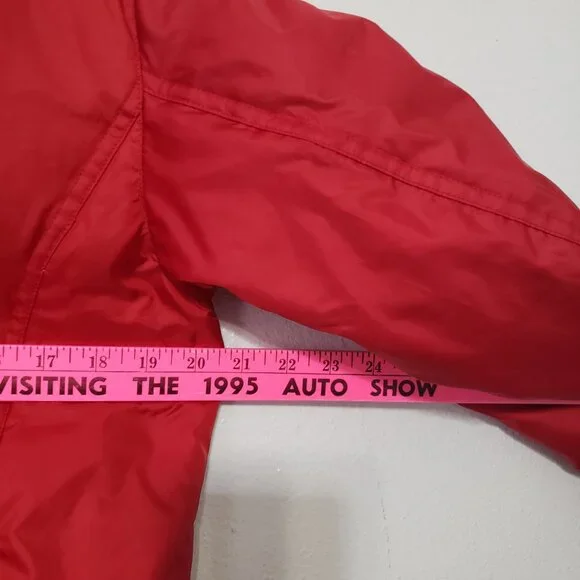 17 18 19 20 21 22 23 24
VISITING THE 1995 AUTO SHOW